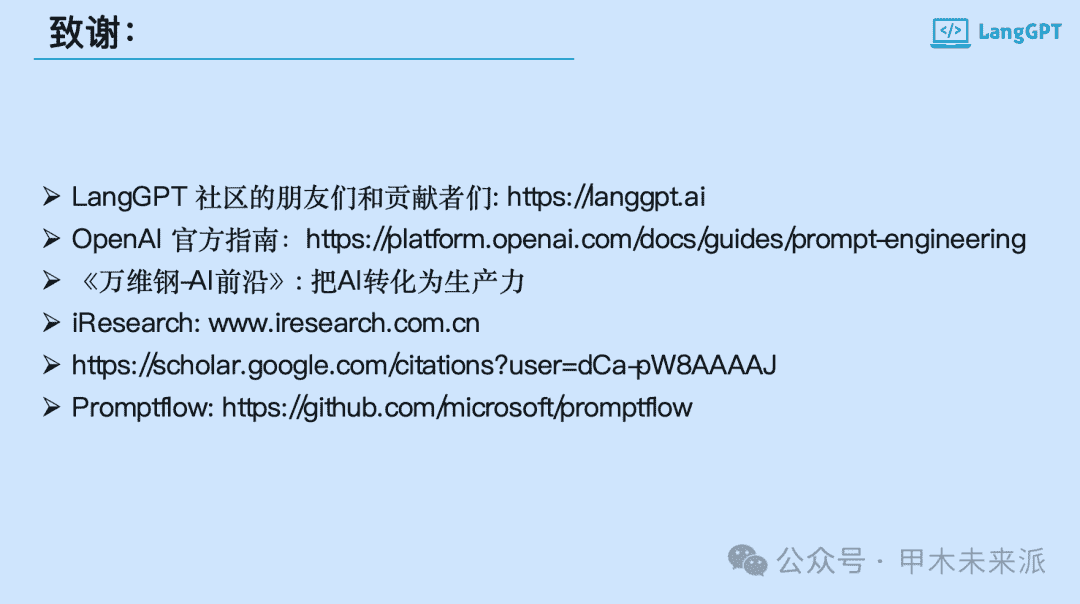 致谢:
</> LangGPT
➢ LangGPT 社区的朋友们和贡献者们: https://langgpt.ai
➢ OpenAI 官方指南：https://platform.openai.com/docs/guides/prompt-engineering
➢ 《万维钢-AI前沿》: 把AI转化为生产力
➢ iResearch: www.iresearch.com.cn
➢ https://scholar.google.com/citations?user=dCa-pW8AAAAJ
➢ Promptflow: https://github.com/microsoft/promptflow
公众号 · 甲木未来派